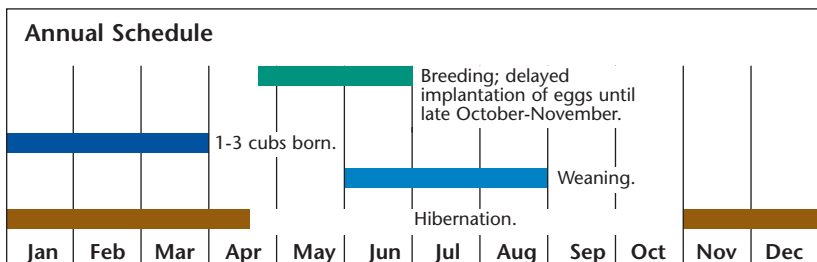 Annual Schedule
Breeding; delayed
implantation of eggs until
late October-November.
1-3 cubs born.
Weaning.
Hibernation.
Jan Feb Mar Apr May Jun Jul Aug Sep Oct Nov Dec